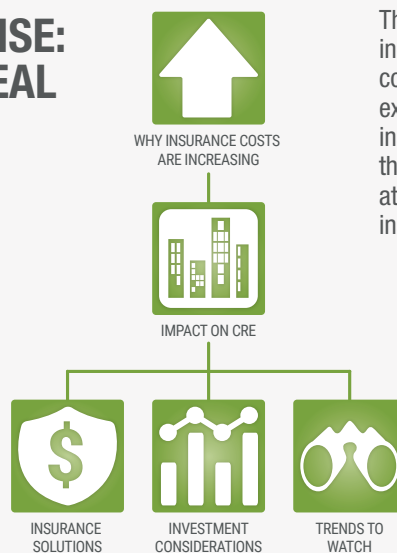 ISE:
EAL
Th
in
co
ex
in
th
at
in
WHY INSURANCE COSTS
ARE INCREASING
IMPACT ON CRE
$
INSURANCE
SOLUTIONS
INVESTMENT
CONSIDERATIONS
TRENDS TO
WATCH